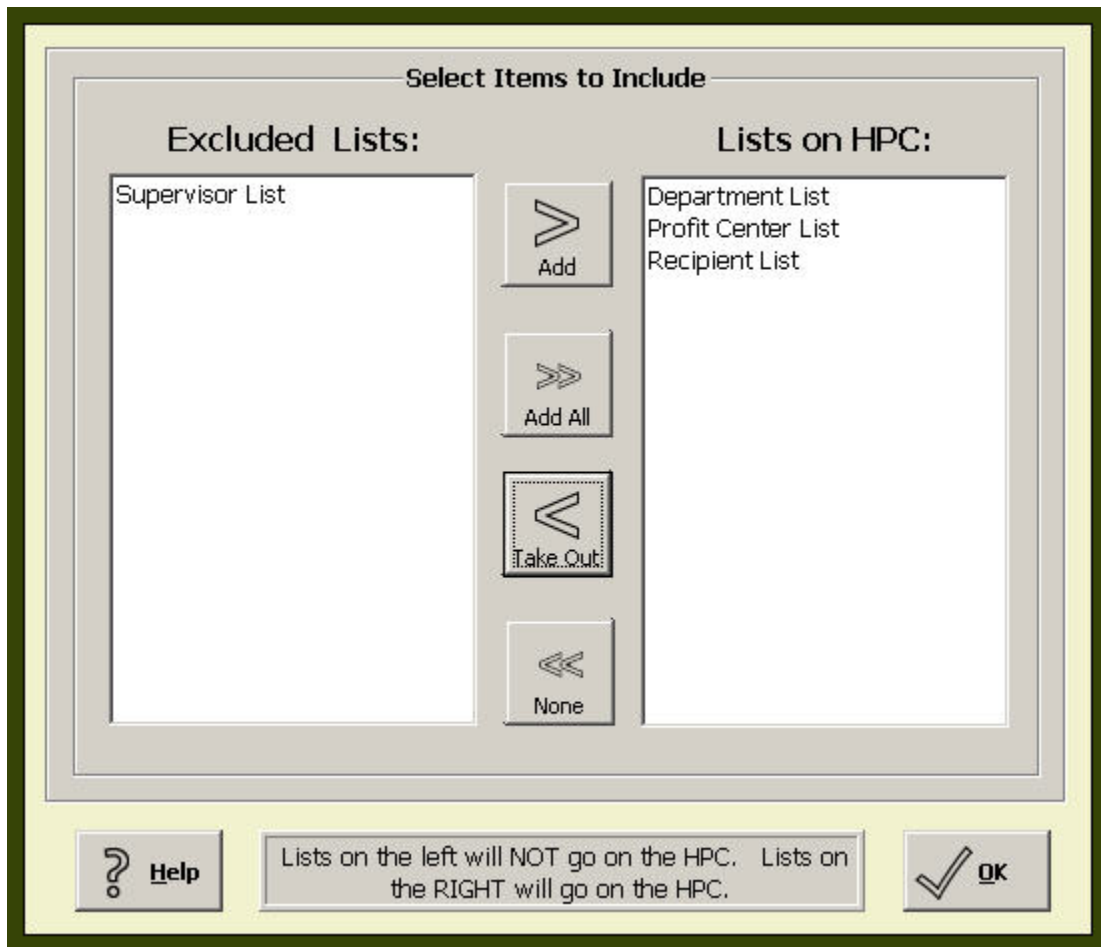 Select Items to Include
Excluded Lists:
Supervisor List
> Add
>> Add All
< Take Out
<< None
Lists on HPC:
Department List
Profit Center List
Recipient List
? Help
Lists on the left will NOT go on the HPC. Lists on
the RIGHT will go on the HPC.
OK